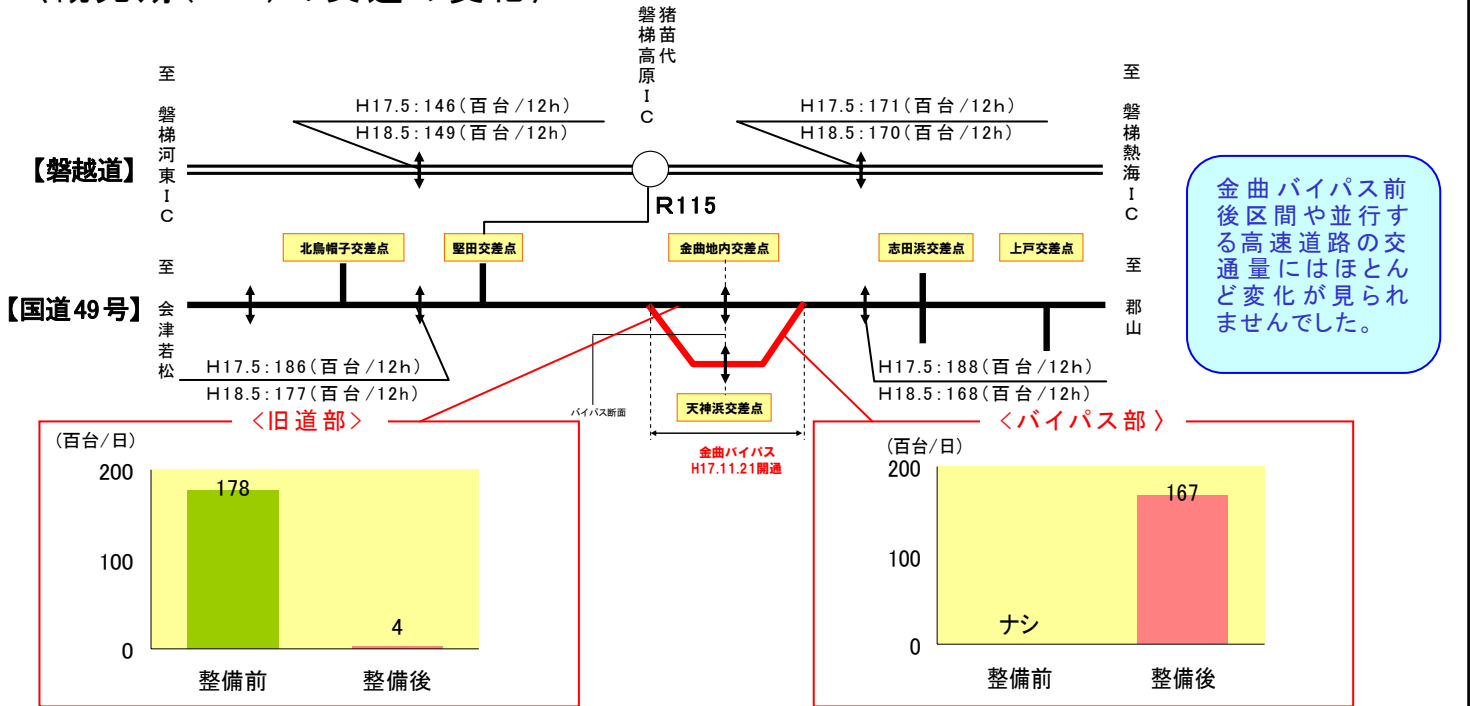 猪苗代
磐梯高原IC
至 磐梯河東IC
H17.5:146(百台/12h)
H18.5:149(百台/12h)
H17.5:171(百台/12h)
H18.5:170(百台/12h)
至 磐梯熱海IC
【磐越道】
R115
金曲バイパス前
後区間や並行す
る高速道路の交
通量にはほとん
ど変化が見られ
ませんでした。
北烏帽子交差点
堅田交差点
金曲地内交差点
志田浜交差点
上戸交差点
【国道49号】
至 会津若松
至 郡山
H17.5:186(百台/12h)
H18.5:177(百台/12h)
H17.5:188(百台/12h)
H18.5:168(百台/12h)
バイパス断面
天神浜交差点
金曲バイパス
H17.11.21開通
〈旧道部〉
(百台/日)
200
178
100
4
0
整備前 整備後
〈バイパス部〉
(百台/日)
200
167
100
ナシ
0
整備前 整備後